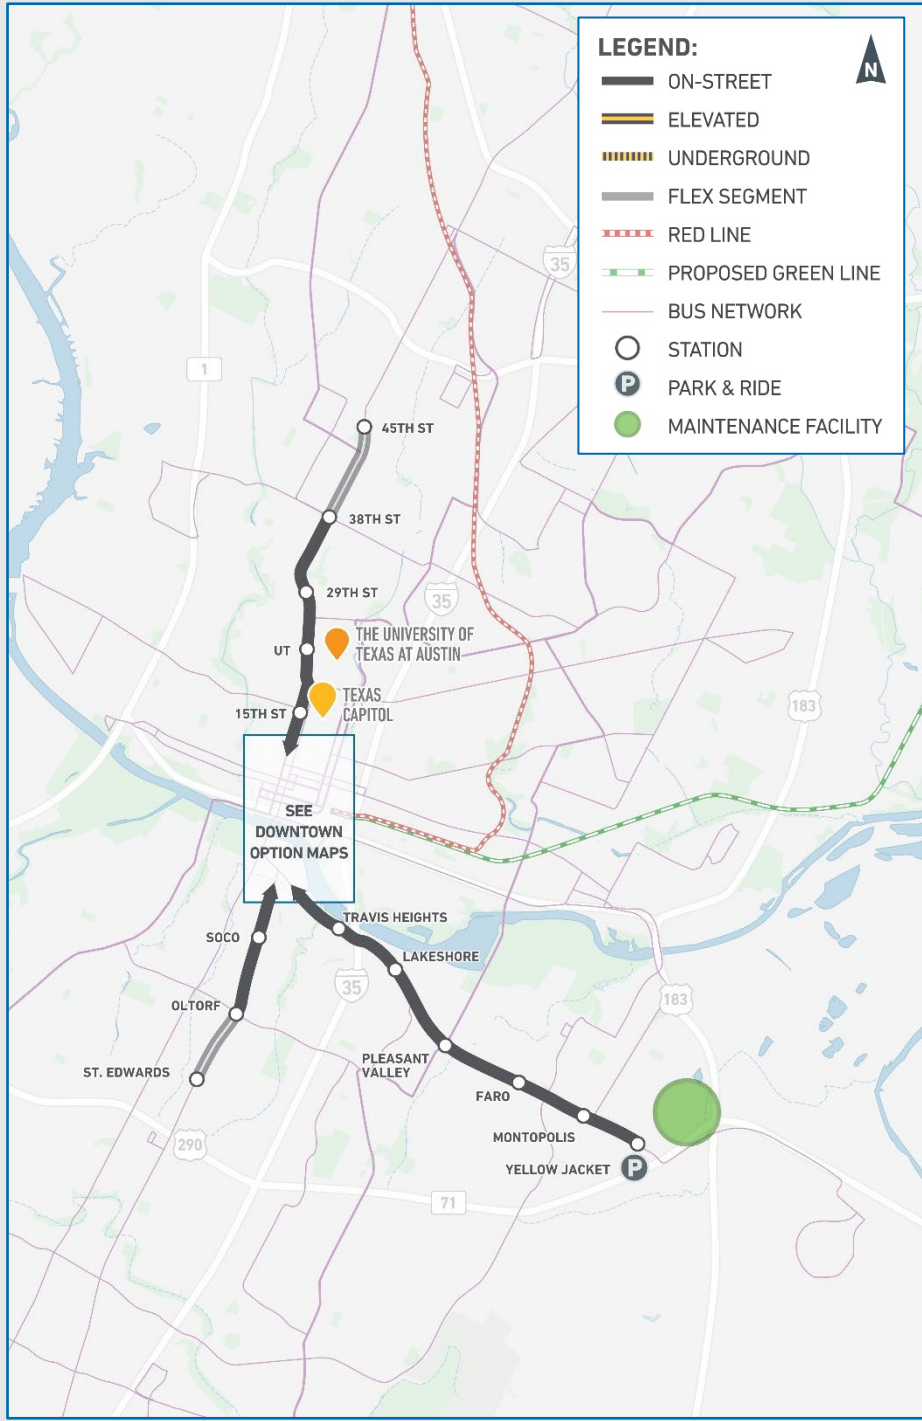 LEGEND:
N
ON-STREET
ELEVATED
UNDERGROUND
FLEX SEGMENT
RED LINE
PROPOSED GREEN LINE
BUS NETWORK
STATION
P
PARK & RIDE
MAINTENANCE FACILITY
35
1
45TH ST
38TH ST
29TH ST
35
UT
THE UNIVERSITY OF
TEXAS AT AUSTIN
TEXAS
CAPITOL
15TH ST
183
SEE
DOWNTOWN
OPTION MAPS
TRAVIS HEIGHTS
SOCO
LAKESHORE
35
183
OLTORF
PLEASANT
VALLEY
ST. EDWARDS
FARO
MONTOPOLIS
290
YELLOW JACKET
P
71